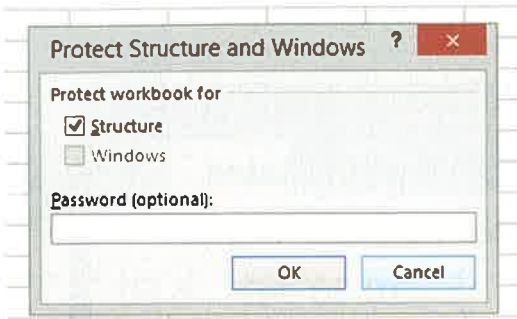 Protect Structure and Windows ? ×
Protect workbook for
Structure
Windows
Password (optional):
OK Cancel